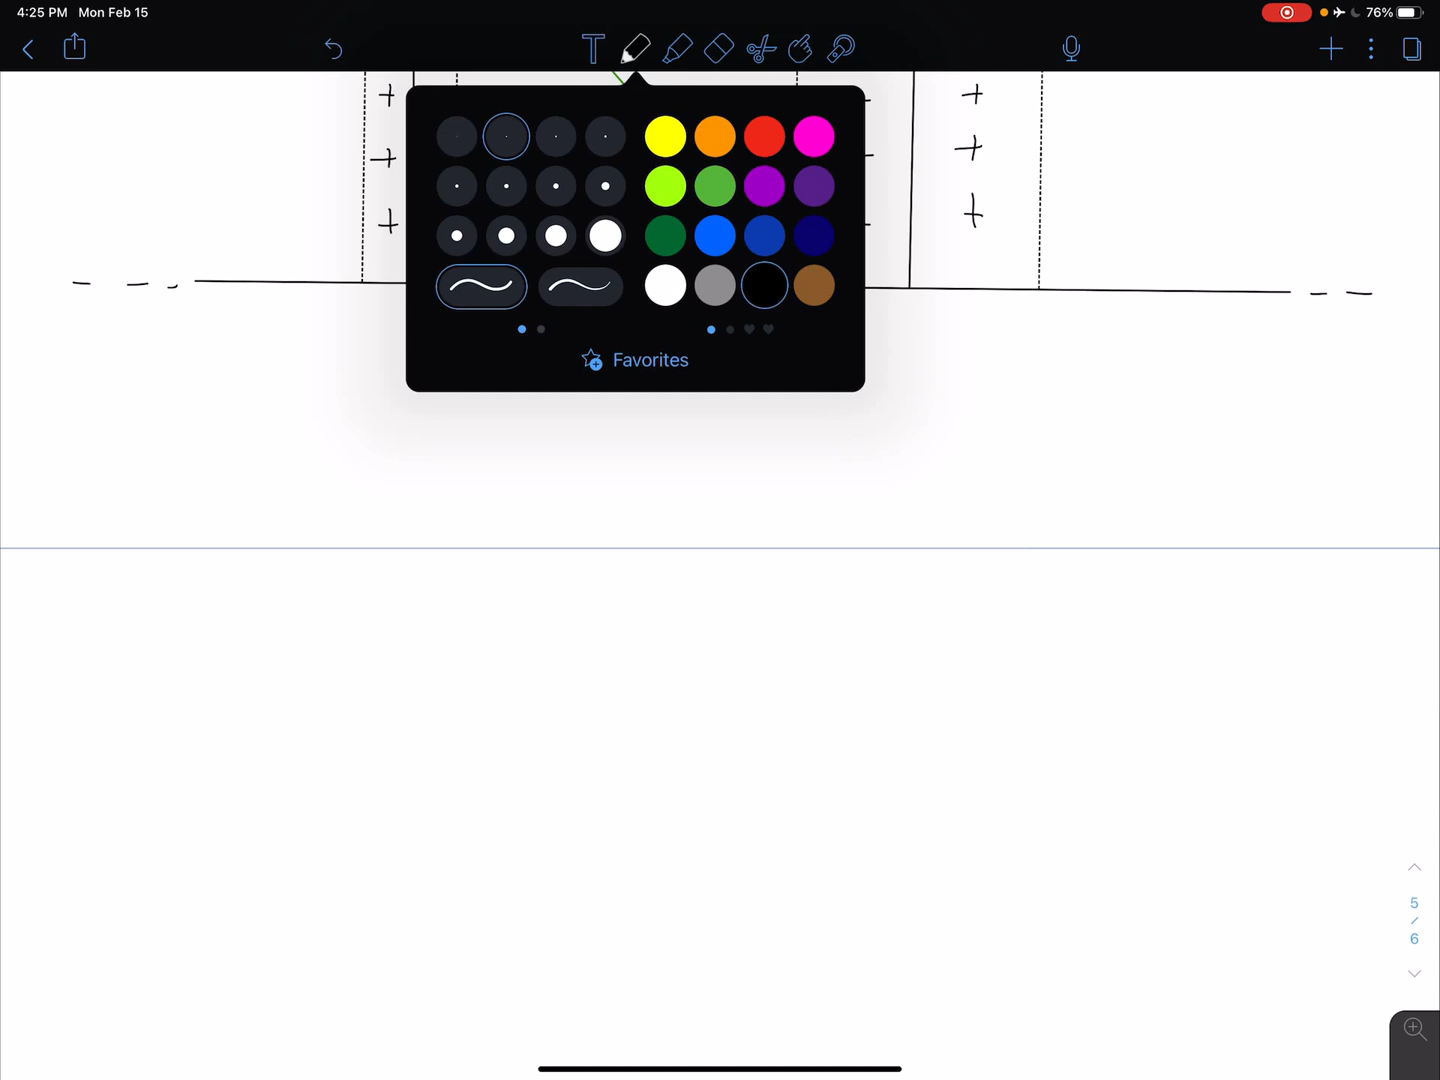 4:25 PM Mon Feb 15 76%
T
+ +
+ +
+ +
Favorites
5
/
6